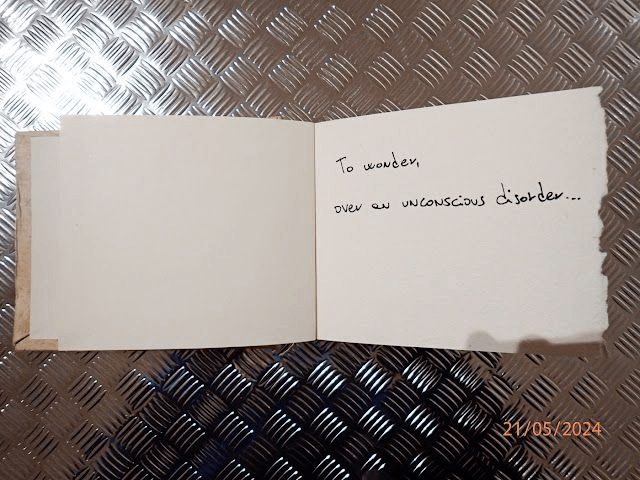 To wonder,
over an unconscious disorder...
21/05/2024